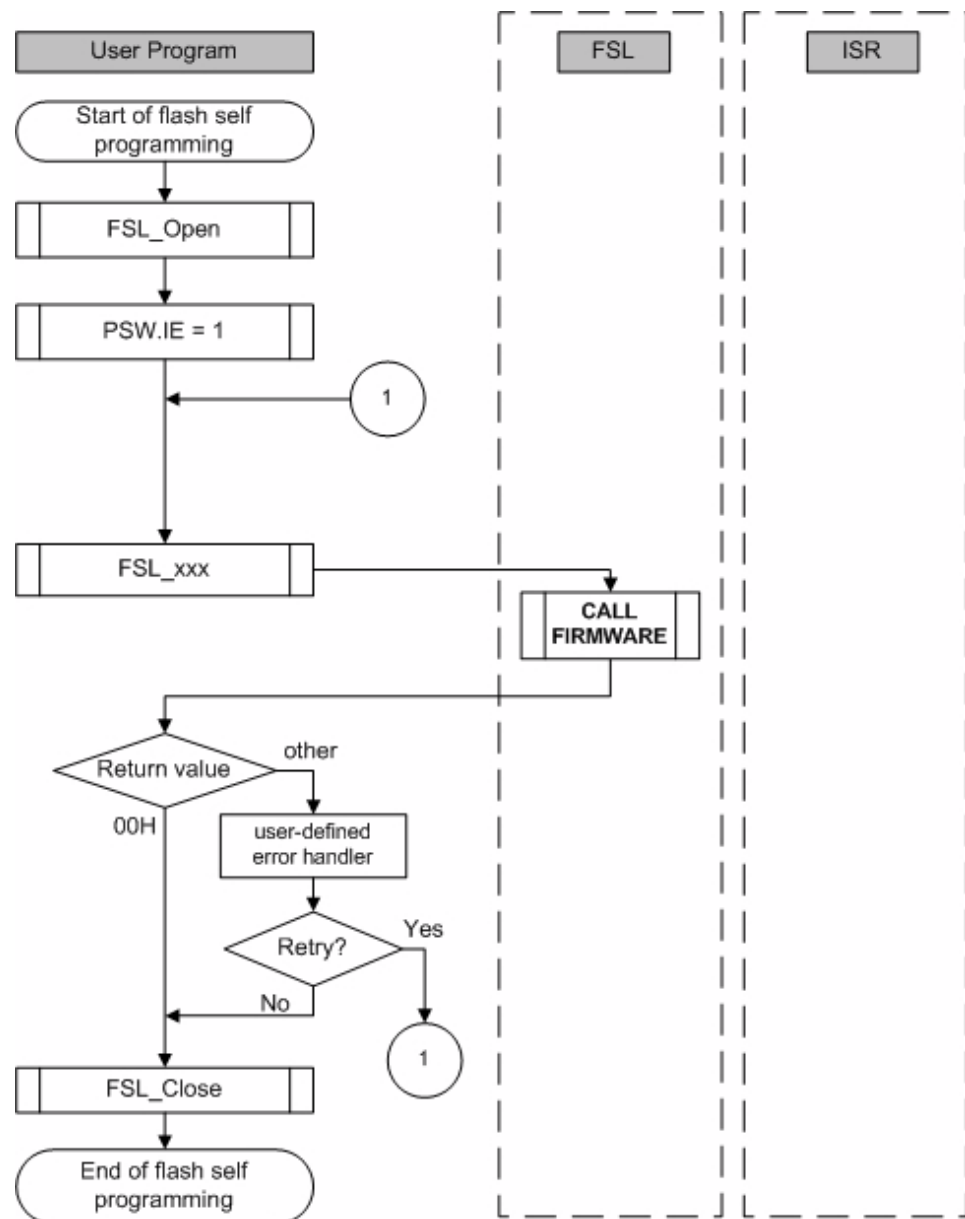 User Program
FSL
ISR
Start of flash self
programming
FSL_Open
PSW.IE = 1
1
FSL_xxx
CALL
FIRMWARE
Return value
other
00H
user-defined
error handler
Retry?
Yes
No
1
FSL_Close
End of flash self
programming